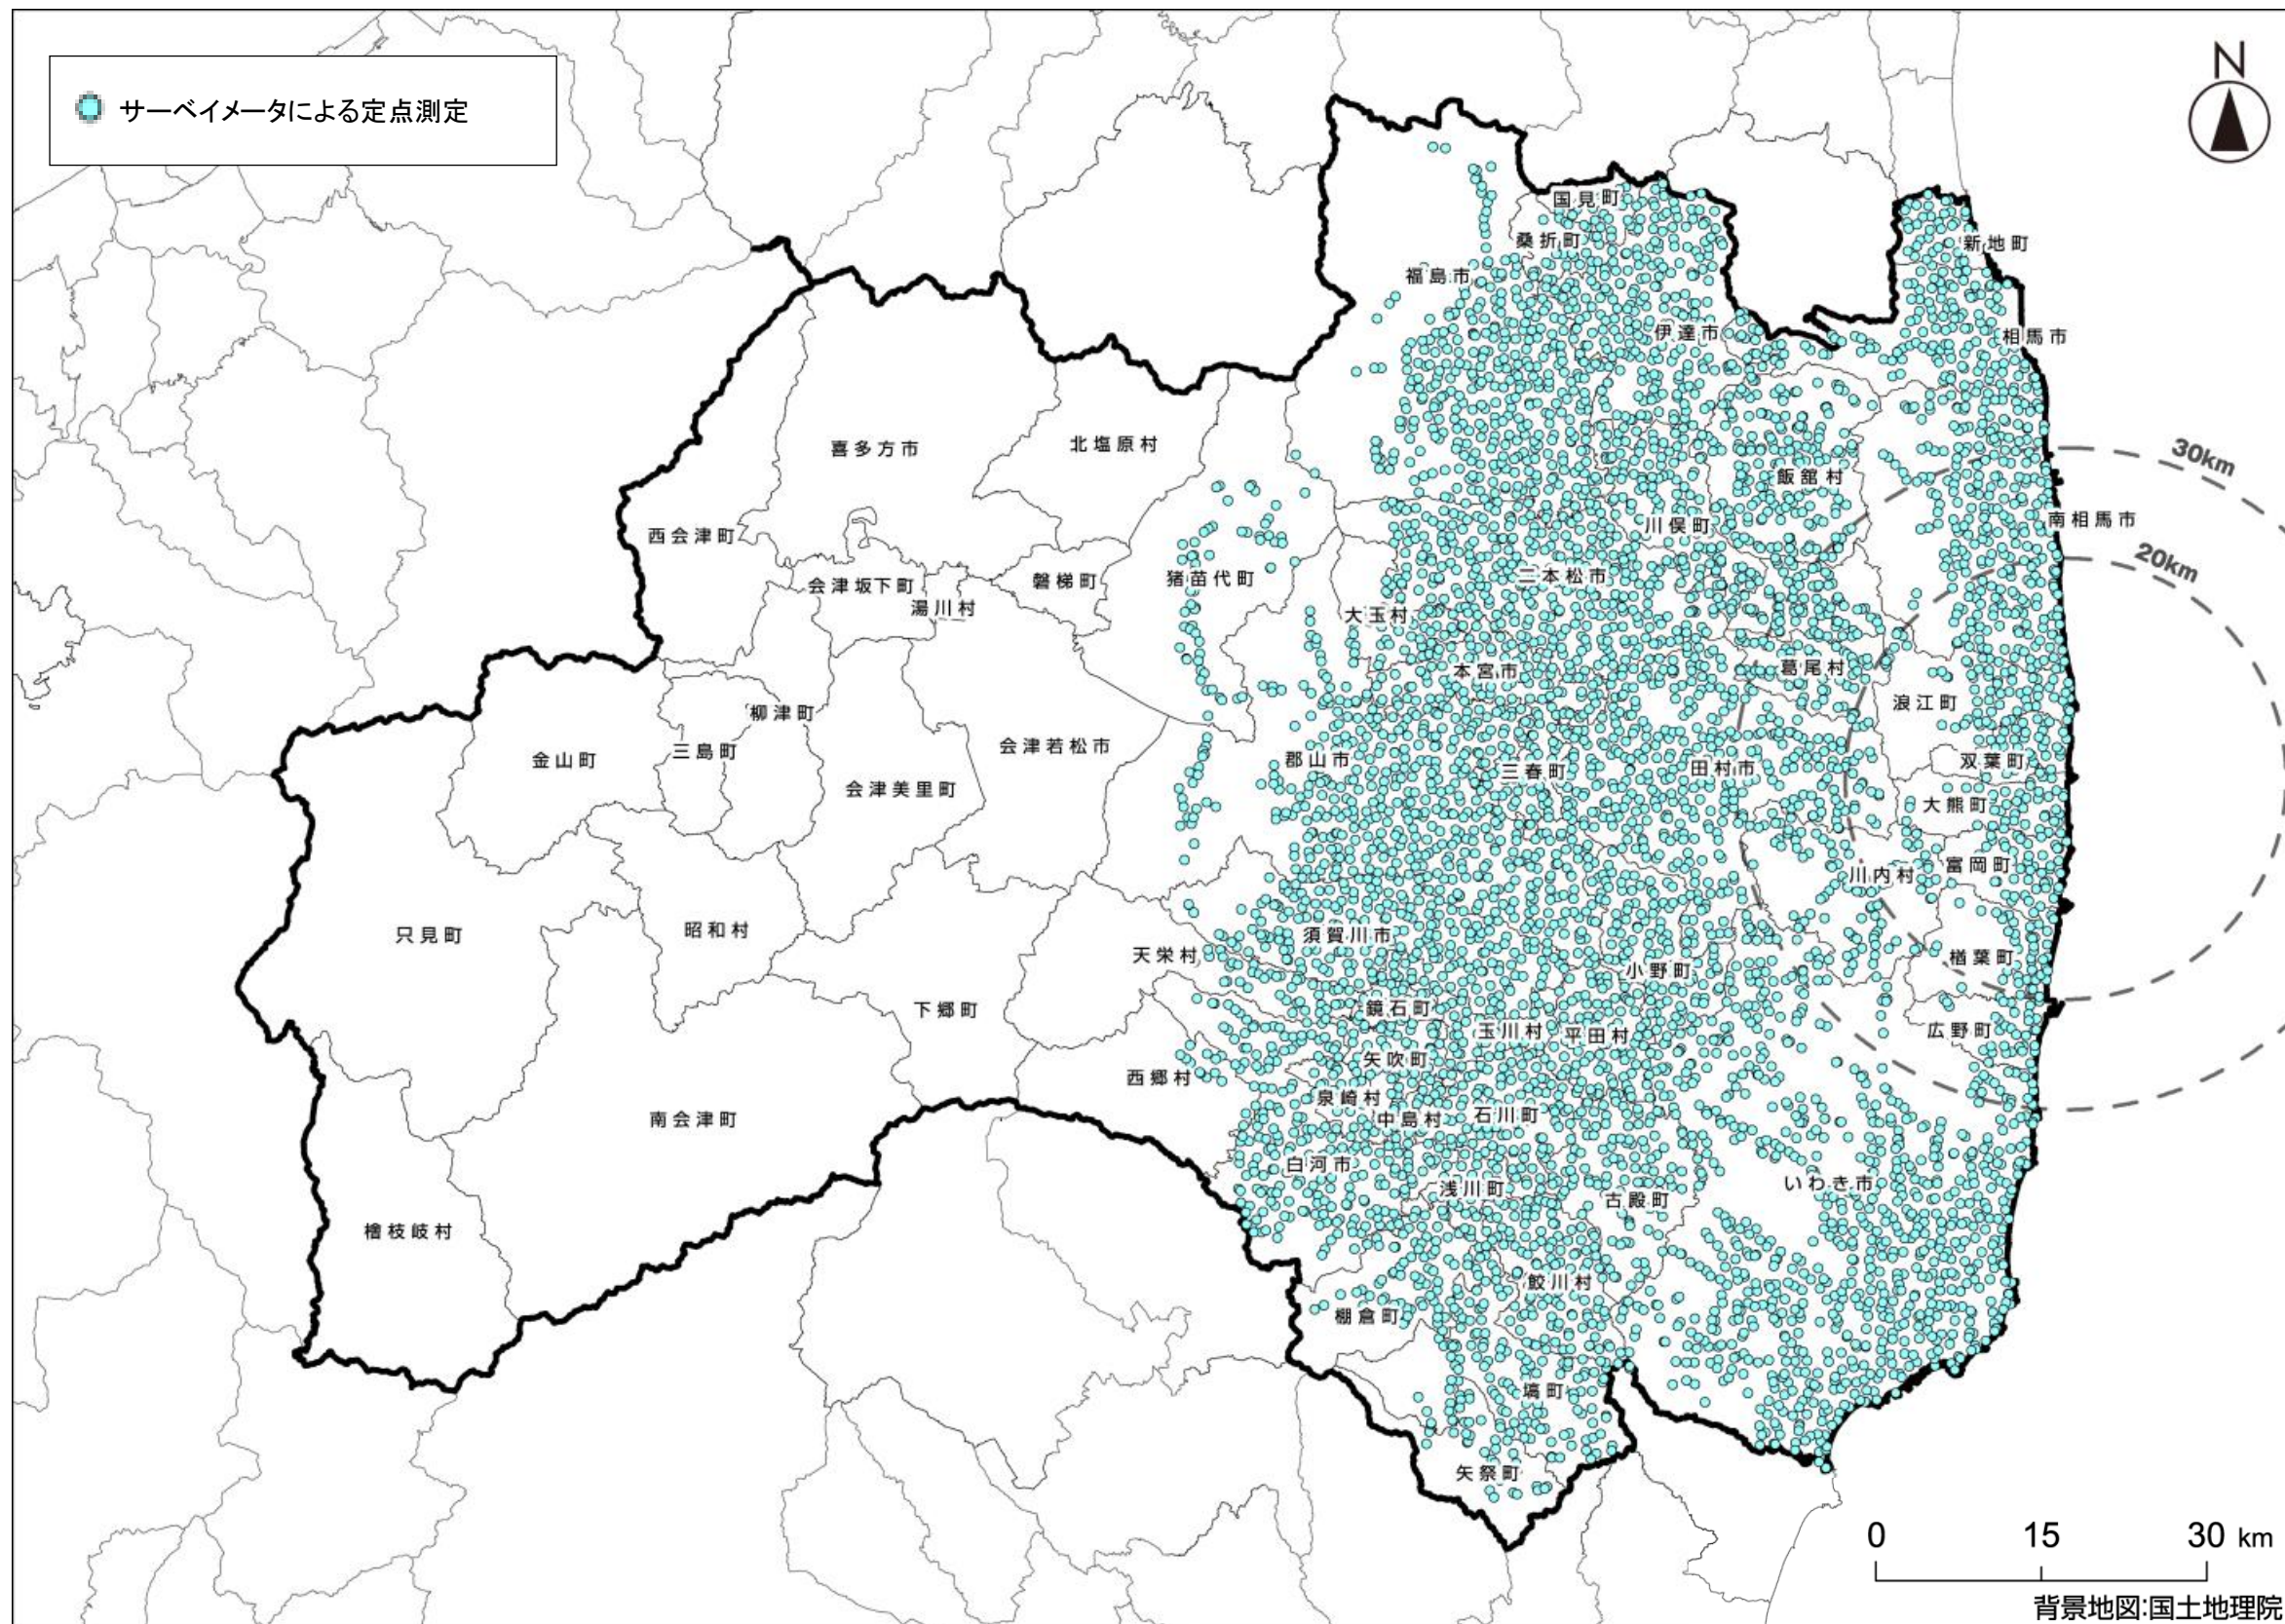 サーベイメータによる定点測定
N
国見町
桑折町
新地町
福島市
伊達市
相馬市
喜多方市
北塩原村
30km
飯舘村
西会津町
川俣町
南相馬市
20km
会津坂下町
湯川村
磐梯町
猪苗代町
二本松市
大玉村
本宮市
葛尾村
浪江町
柳津町
三島町
金山町
会津若松市
郡山市
三春町
田村市
双葉町
会津美里町
大熊町
川内村
富岡町
只見町
昭和村
須賀川市
天栄村
小野町
楢葉町
下郷町
鏡石町
玉川村
平田村
広野町
矢吹町
西郷村
泉崎村
中島村
石川町
南会津町
白河市
浅川町
古殿町
いわき市
檜枝岐村
鮫川村
棚倉町
塙町
矢祭町
0 15 30 km
背景地図:国土地理院